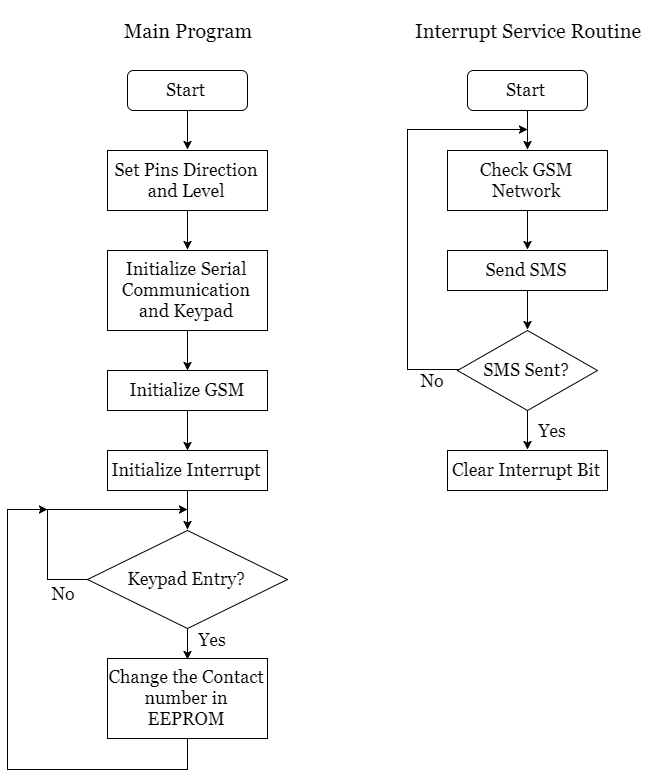 Main Program
Start
Set Pins Direction
and Level
Initialize Serial
Communication
and Keypad
Initialize GSM
Initialize Interrupt
Keypad Entry?
No
Yes
Change the Contact
number in
EEPROM
Interrupt Service Routine
Start
Check GSM
Network
Send SMS
SMS Sent?
No
Yes
Clear Interrupt Bit